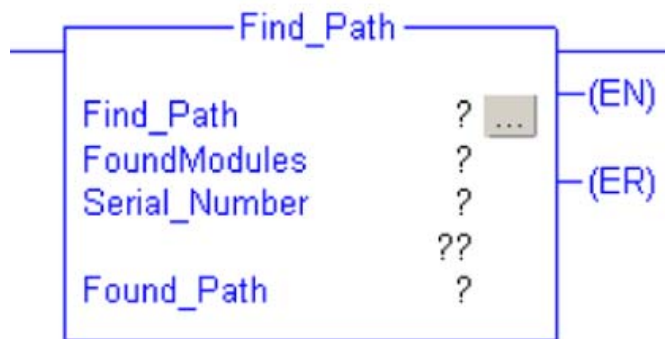 Find_Path
Find_Path ? ...
(EN)
FoundModules ?
Serial_Number ?
(ER)
??
Found_Path ?